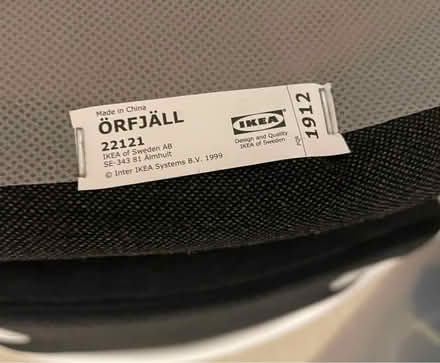 Made in China
ÖRFJÄLL
22121
IKEA of Sweden AB
SE-343 81 Älmhult
© Inter IKEA Systems B.V. 1999
IKEA
Design and Quality
IKEA of Sweden
1912